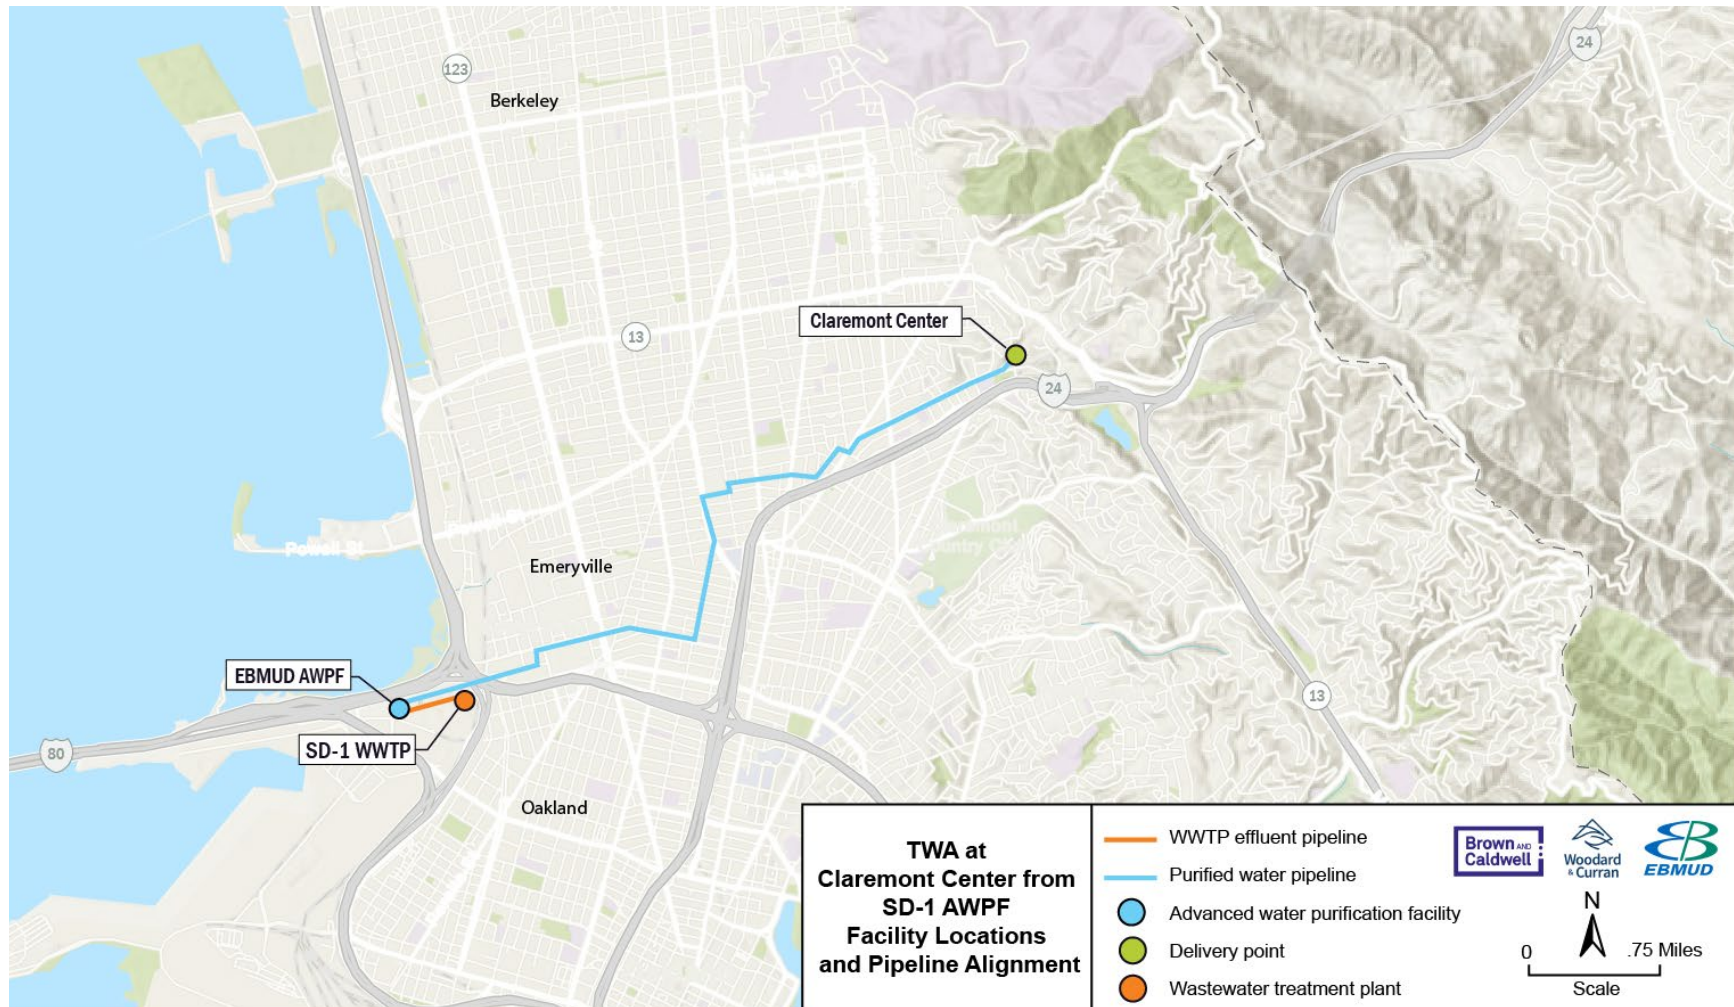 24
123
Berkeley
Claremont Center
13
24
Powell St
Emeryville
EBMUD AWPF
13
80
SD-1 WWTP
Oakland
TWA at
Claremont Center from
SD-1 AWPF
Facility Locations
and Pipeline Alignment
WWTP effluent pipeline
Purified water pipeline
Advanced water purification facility
Delivery point
Wastewater treatment plant
Brown AND
Caldwell
Woodard
& Curran
EBMUD
N
0 .75 Miles
Scale